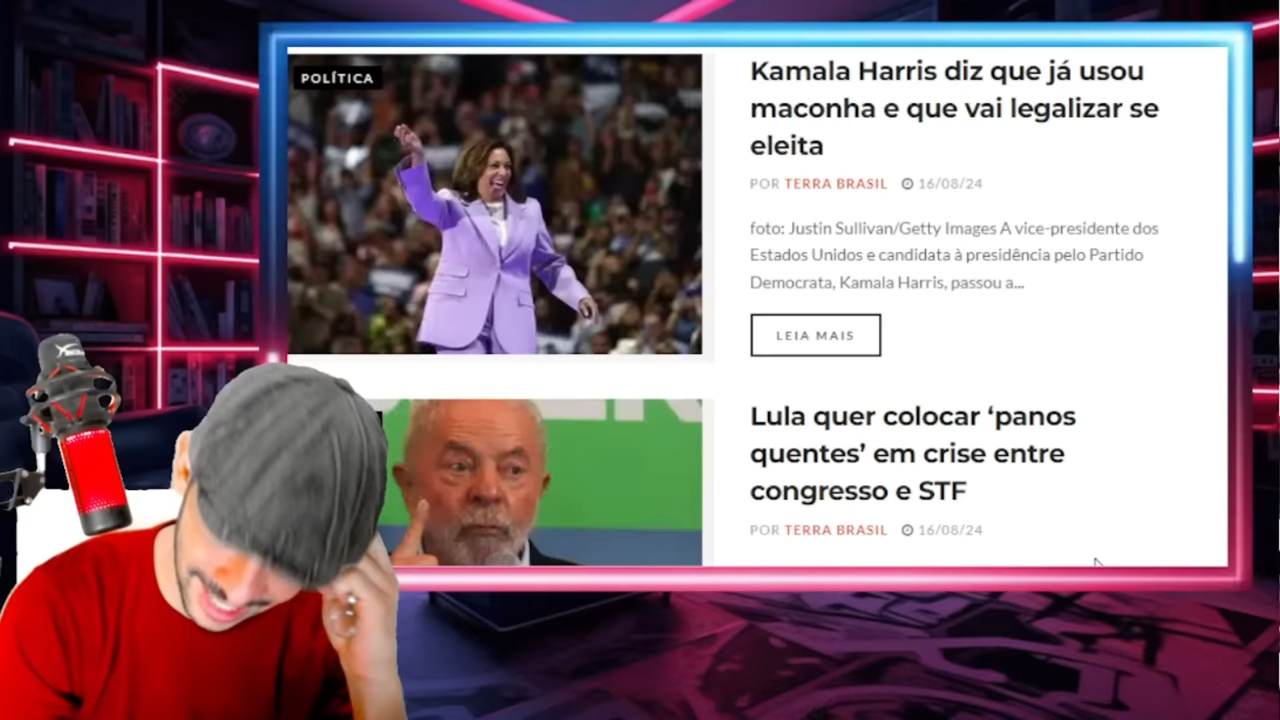 POLÍTICA
Kamala Harris diz que já usou
maconha e que vai legalizar se
eleita
POR TERRA BRASIL 16/08/24
foto: Justin Sullivan/Getty Images A vice-presidente dos
Estados Unidos e candidata à presidência pelo Partido
Democrata, Kamala Harris, passou a...
LEIA MAIS
Lula quer colocar ‘panos
quentes’ em crise entre
congresso e STF
POR TERRA BRASIL 16/08/24